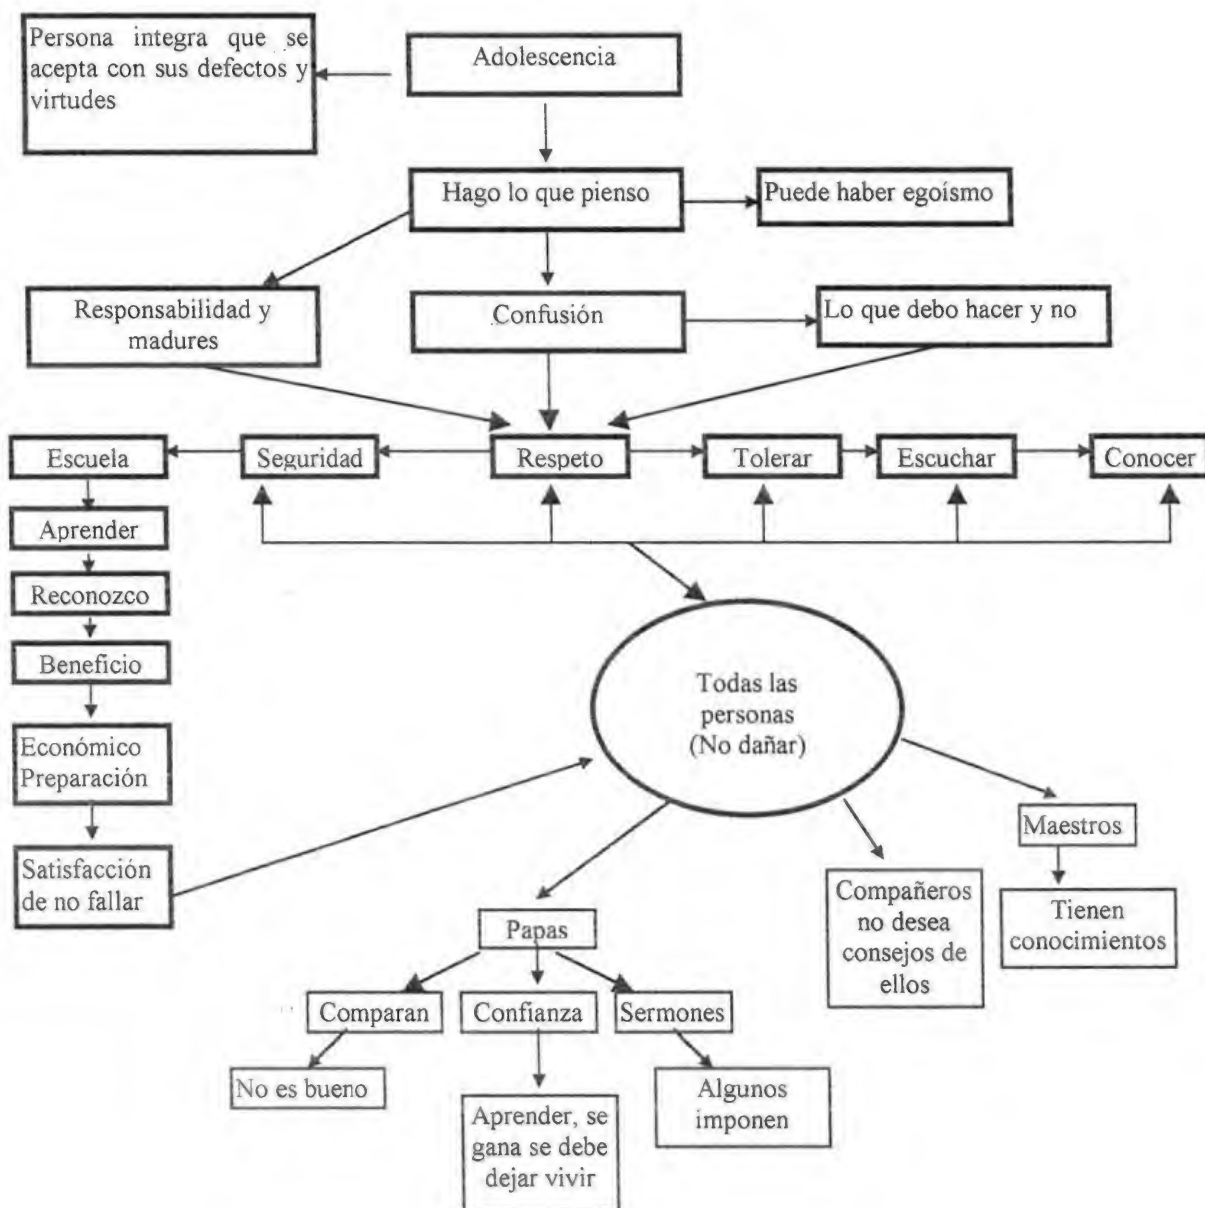 Persona integra que se
acepta con sus defectos y
virtudes
Adolescencia
Hago lo que pienso
Puede haber egoísmo
Responsabilidad y
madures
Confusión
Lo que debo hacer y no
Escuela
Seguridad
Respeto
Tolerar
Escuchar
Conocer
Aprender
Reconozco
Beneficio
Económico
Preparación
Satisfacción
de no fallar
Todas las
personas
(No dañar)
Maestros
Tienen
conocimientos
Compañeros
no desea
consejos de
ellos
Papas
Comparan
Confianza
Sermones
No es bueno
Aprender, se
gana se debe
dejar vivir
Algunos
imponen